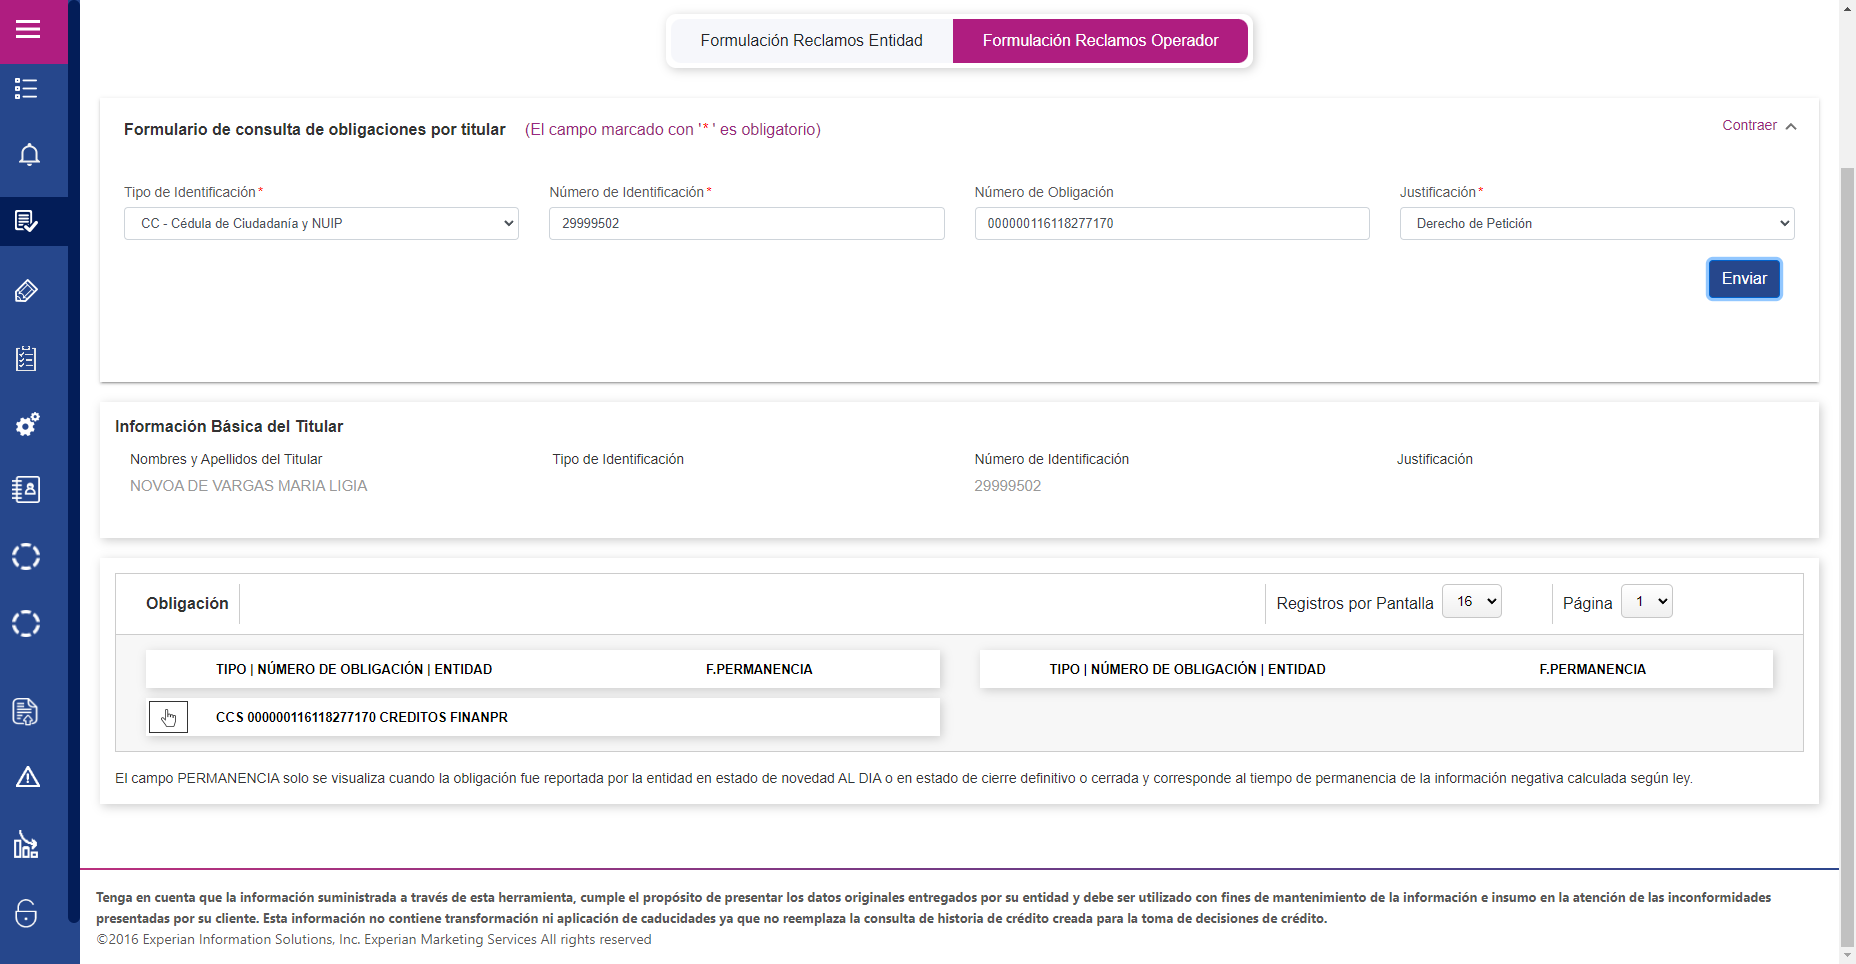 Formulación Reclamos Entidad
Formulación Reclamos Operador
Formulario de consulta de obligaciones por titular (El campo marcado con '*' es obligatorio)
Contraer
Tipo de Identificación* Número de Identificación* Número de Obligación Justificación*
CC - Cédula de Ciudadanía y NUIP 29999502 000000116118277170 Derecho de Petición
Enviar
Información Básica del Titular
Nombres y Apellidos del Titular Tipo de Identificación Número de Identificación Justificación
NOVOA DE VARGAS MARIA LIGIA 29999502
Obligación Registros por Pantalla 16 Página 1
TIPO | NÚMERO DE OBLIGACIÓN | ENTIDAD F.PERMANENCIA TIPO | NÚMERO DE OBLIGACIÓN | ENTIDAD F.PERMANENCIA
CCS 000000116118277170 CREDITOS FINANPR
El campo PERMANENCIA solo se visualiza cuando la obligación fue reportada por la entidad en estado de novedad AL DIA o en estado de cierre definitivo o cerrada y corresponde al tiempo de permanencia de la información negativa calculada según ley.
Tenga en cuenta que la información suministrada a través de esta herramienta, cumple el propósito de presentar los datos originales entregados por su entidad y debe ser utilizado con fines de mantenimiento de la información e insumo en la atención de las inconformidades
presentadas por su cliente. Esta información no contiene transformación ni aplicación de caducidades ya que no reemplaza la consulta de historia de crédito creada para la toma de decisiones de crédito.
©2016 Experian Information Solutions, Inc. Experian Marketing Services All rights reserved